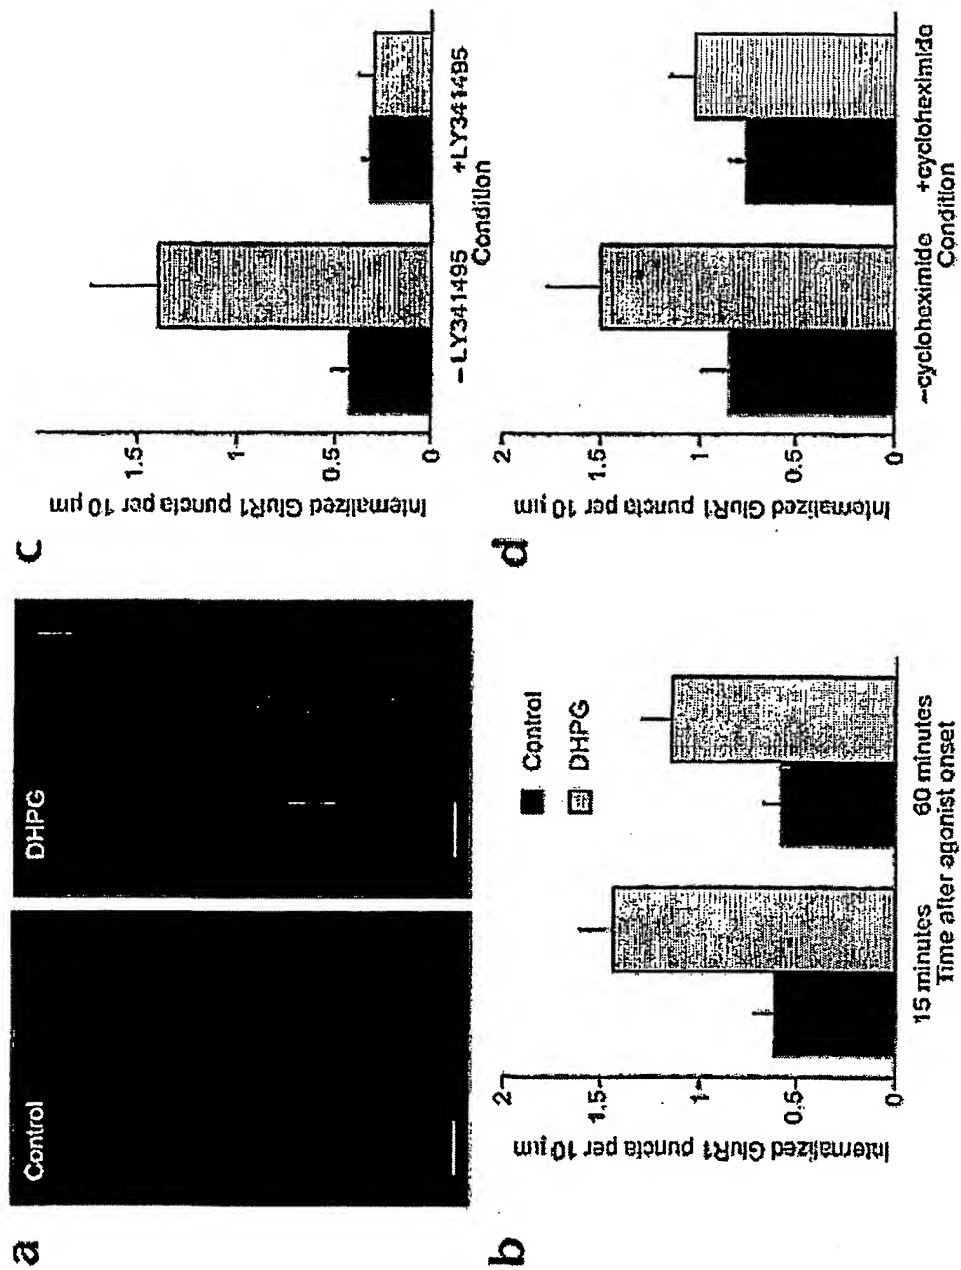 a
Control
DHPG
b
Internalized GluR1 puncta per 10 µm
2
1.5
1
0.5
0
15 minutes
60 minutes
Time after agonist onset
Control
DHPG
c
Internalized GluR1 puncta per 10 µm
1.5
1
0.5
0
−LY341495
+LY341495
Condition
d
Internalized GluR1 puncta per 10 µm
2
1.5
1
0.5
0
−cycloheximide
+cycloheximide
Condition